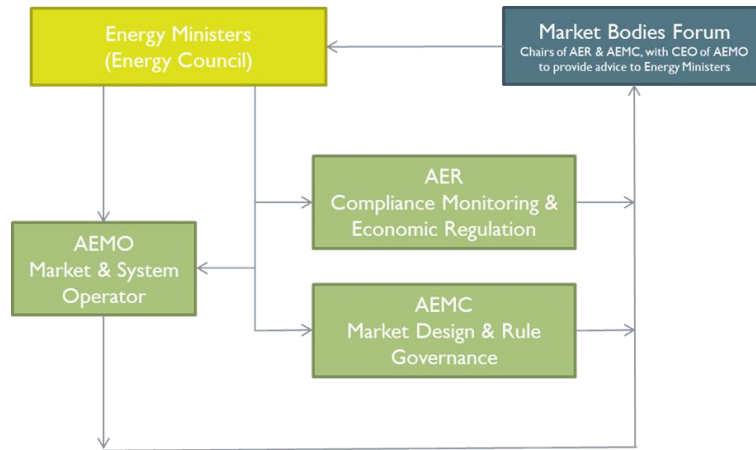 Energy Ministers
(Energy Council)
Market Bodies Forum
Chairs of AER & AEMC, with CEO of AEMO
to provide advice to Energy Ministers
AER
Compliance Monitoring &
Economic Regulation
AEMO
Market & System
Operator
AEMC
Market Design & Rule
Governance